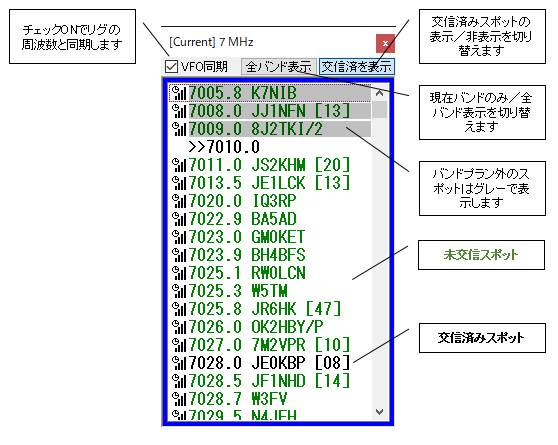 チェックONでリグの
周波数と同期します
[Current] 7 MHz
x
VFO同期
全バンド表示
交信済を表示
7005.8 K7NIB
7008.0 JJ1NFN [13]
7009.0 8J2TKI/2
>>7010.0
7011.0 JS2KHM [20]
7013.5 JE1LCK [13]
7020.0 IQ3RP
7022.9 BA5AD
7023.0 GM0KET
7023.9 BH4BFS
7025.1 RW0LCN
7025.3 W5TM
7025.8 JR6HK [47]
7026.0 OK2HBY/P
7027.0 7M2VPR [10]
7028.0 JE0KBP [08]
7028.5 JF1NHD [14]
7028.7 W3FV
7029.5 N4JEH
交信済みスポットの
表示／非表示を切り
替えます
現在バンドのみ／全
バンド表示を切り替
えます
バンドプラン外のス
ポットはグレーで表
示します
未交信スポット
交信済みスポット